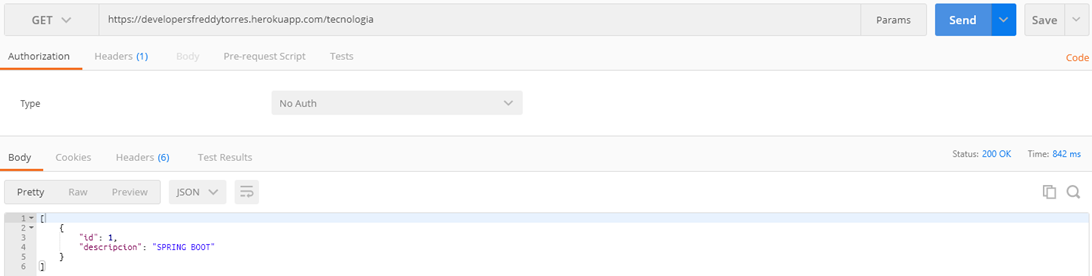 GET https://developersfreddytorres.herokuapp.com/tecnologia Params Send Save
Authorization Headers (1) Body Pre-request Script Tests Code
Type No Auth
Body Cookies Headers (6) Test Results Status: 200 OK Time: 842 ms
Pretty Raw Preview JSON
1 [
2 {
3 "id": 1,
4 "descripcion": "SPRING BOOT"
5 }
6 ]